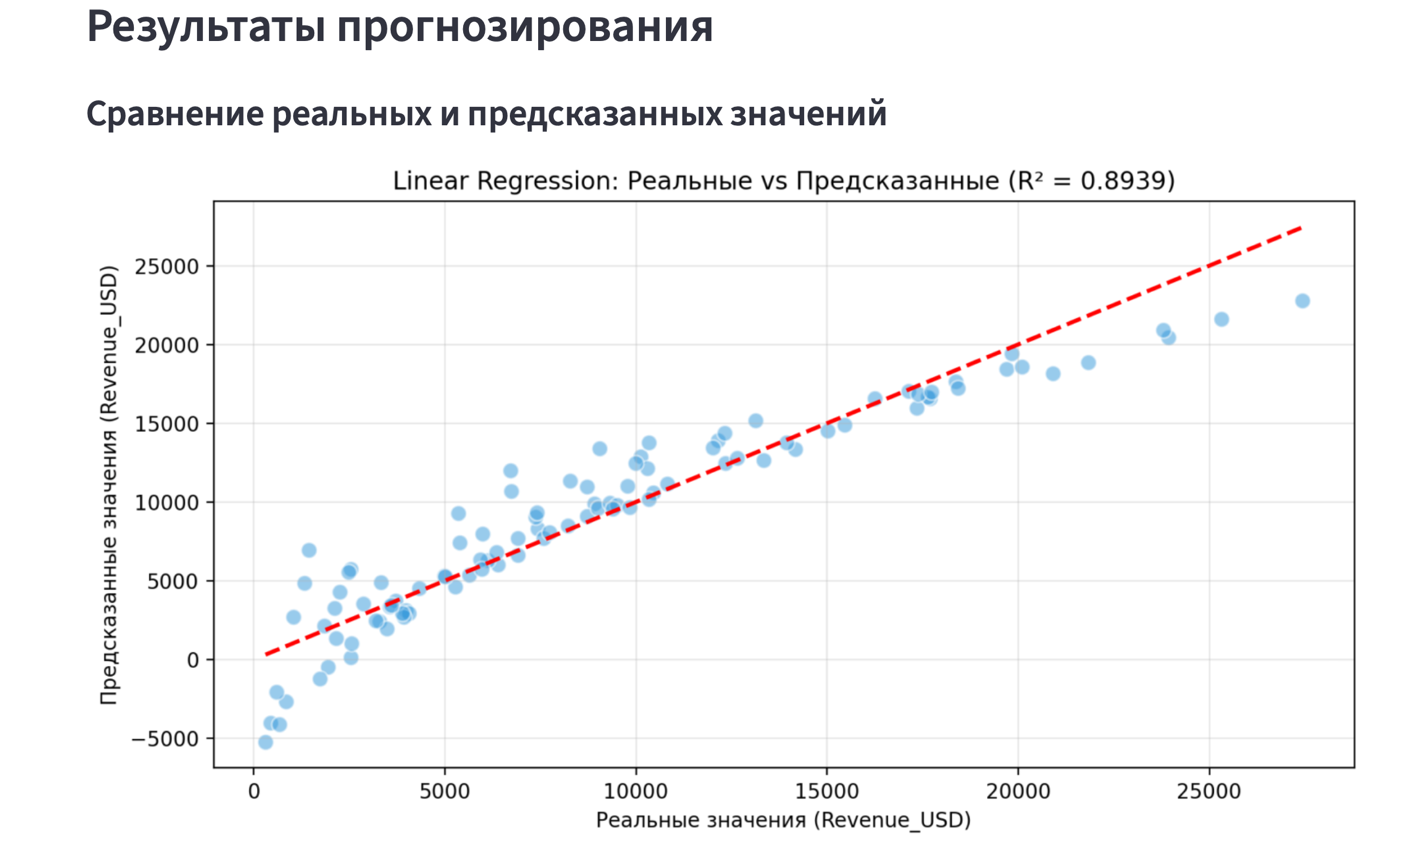 Результаты прогнозирования
Сравнение реальных и предсказанных значений
Linear Regression: Реальные vs Предсказанные (R² = 0.8939)
Предсказанные значения (Revenue_USD)
25000
20000
15000
10000
5000
0
−5000
0 5000 10000 15000 20000 25000
Реальные значения (Revenue_USD)